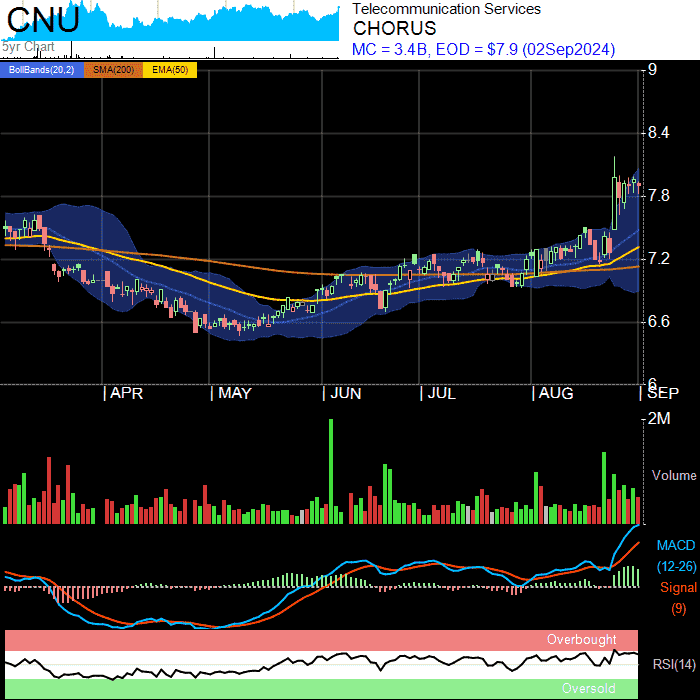 CNU
5yr Chart
Telecommunication Services
CHORUS
MC = 3.4B, EOD = $7.9 (02Sep2024)
BollBands(20,2) SMA(200) EMA(50)
9
8.4
7.8
7.2
6.6
6
APR MAY JUN JUL AUG SEP
2M
Volume
MACD
(12-26)
Signal
(9)
Overbought
RSI(14)
Oversold